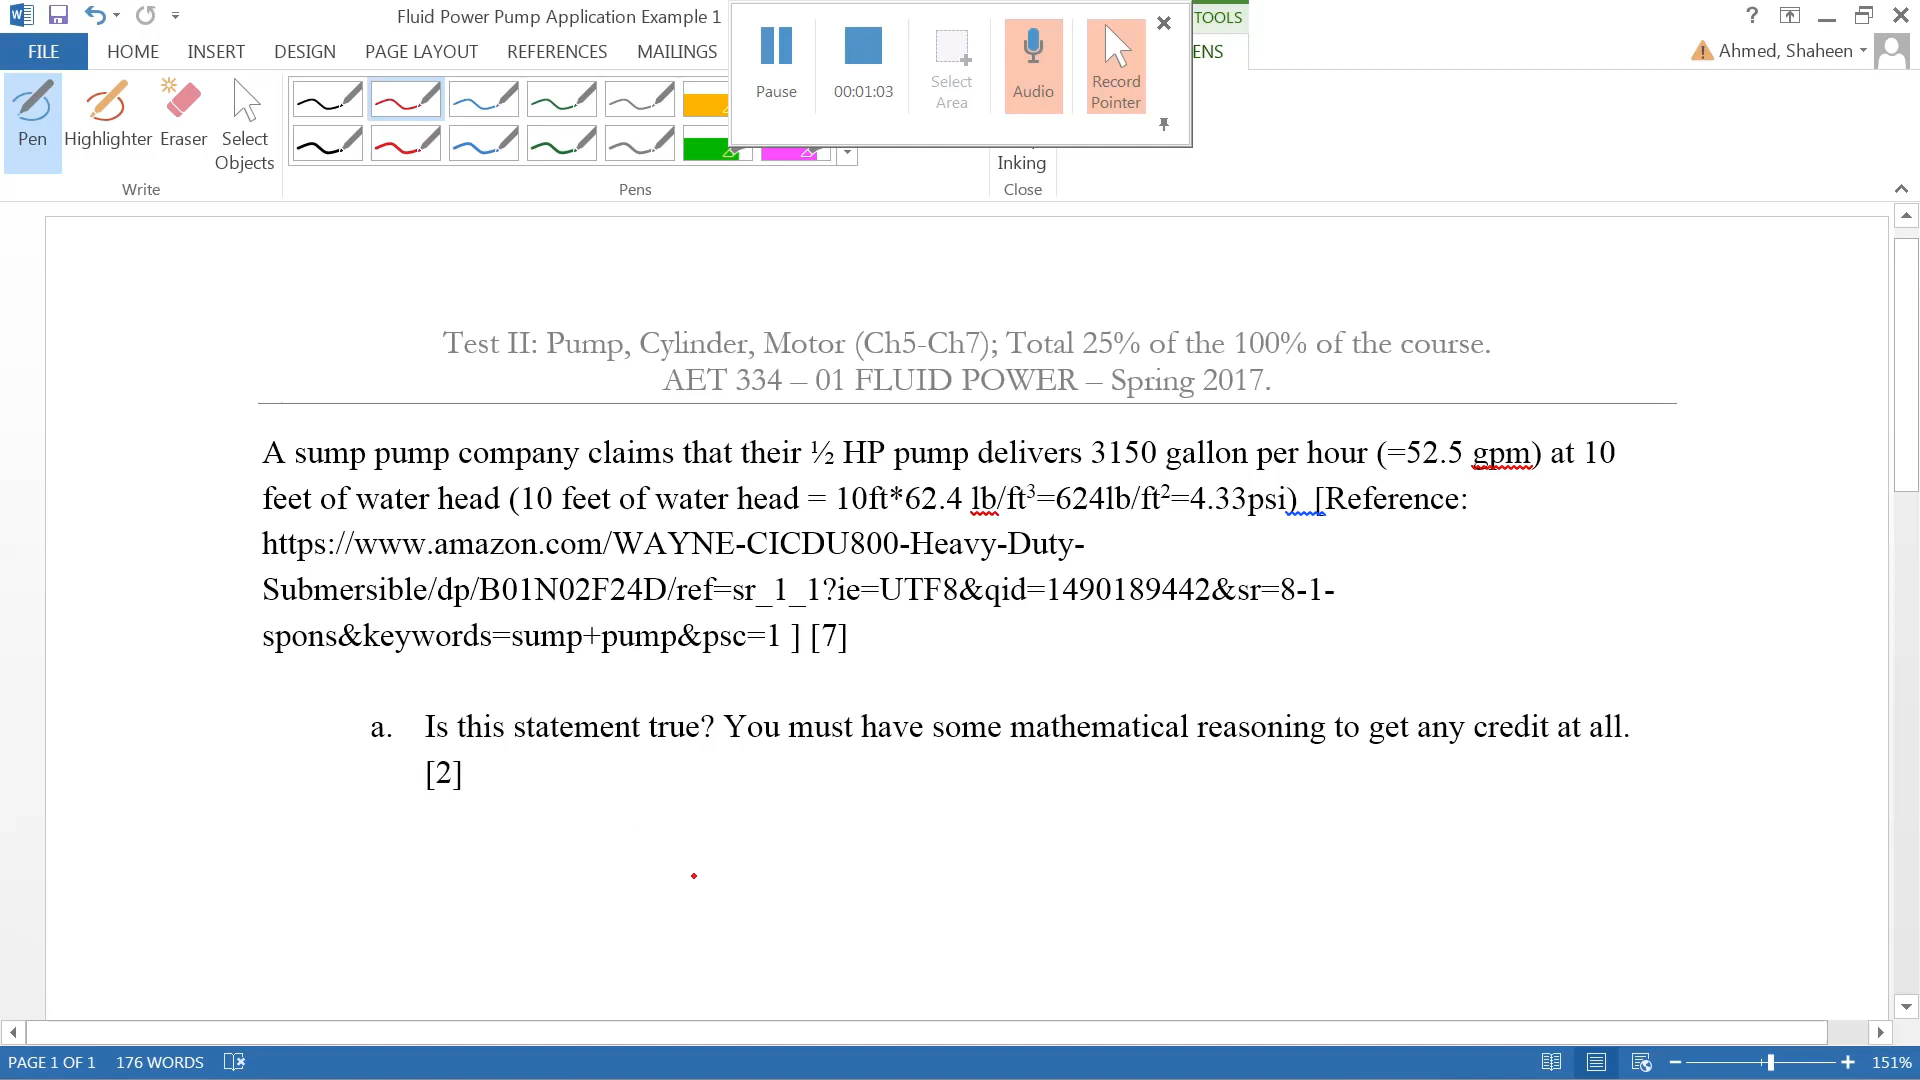 Fluid Power Pump Application Example 1
TOOLS
FILE HOME INSERT DESIGN PAGE LAYOUT REFERENCES MAILINGS
ENS
Ahmed, Shaheen
Pause
00:01:03
Select
Area
Audio
Record
Pointer
Pen
Highlighter
Eraser
Select
Objects
Inking
Write
Pens
Close
Test II: Pump, Cylinder, Motor (Ch5-Ch7); Total 25% of the 100% of the course.
AET 334 – 01 FLUID POWER – Spring 2017.
A sump pump company claims that their ½ HP pump delivers 3150 gallon per hour (=52.5 gpm) at 10
feet of water head (10 feet of water head = 10ft*62.4 lb/ft³=624lb/ft²=4.33psi) [Reference:
https://www.amazon.com/WAYNE-CICDU800-Heavy-Duty-
Submersible/dp/B01N02F24D/ref=sr_1_1?ie=UTF8&qid=1490189442&sr=8-1-
spons&keywords=sump+pump&psc=1 ] [7]
a. Is this statement true? You must have some mathematical reasoning to get any credit at all.
[2]
PAGE 1 OF 1 176 WORDS
151%